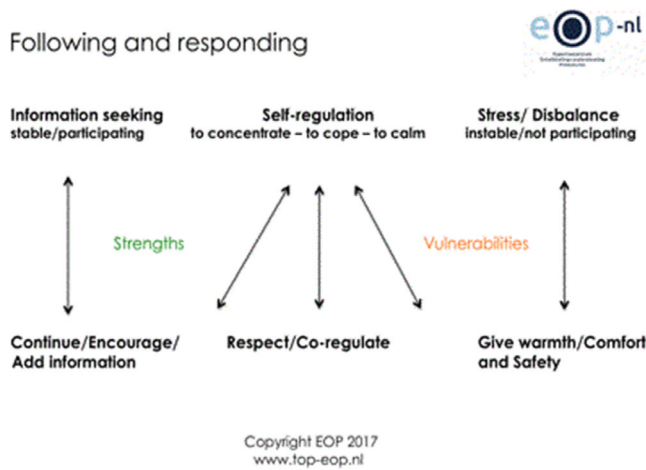 Following and responding
eOp-nl
Information seeking
stable/participating
Self-regulation
to concentrate – to cope – to calm
Stress/ Disbalance
instable/not participating
Strengths
Vulnerabilities
Continue/Encourage/
Add information
Respect/Co-regulate
Give warmth/Comfort
and Safety
Copyright EOP 2017
www.top-eop.nl